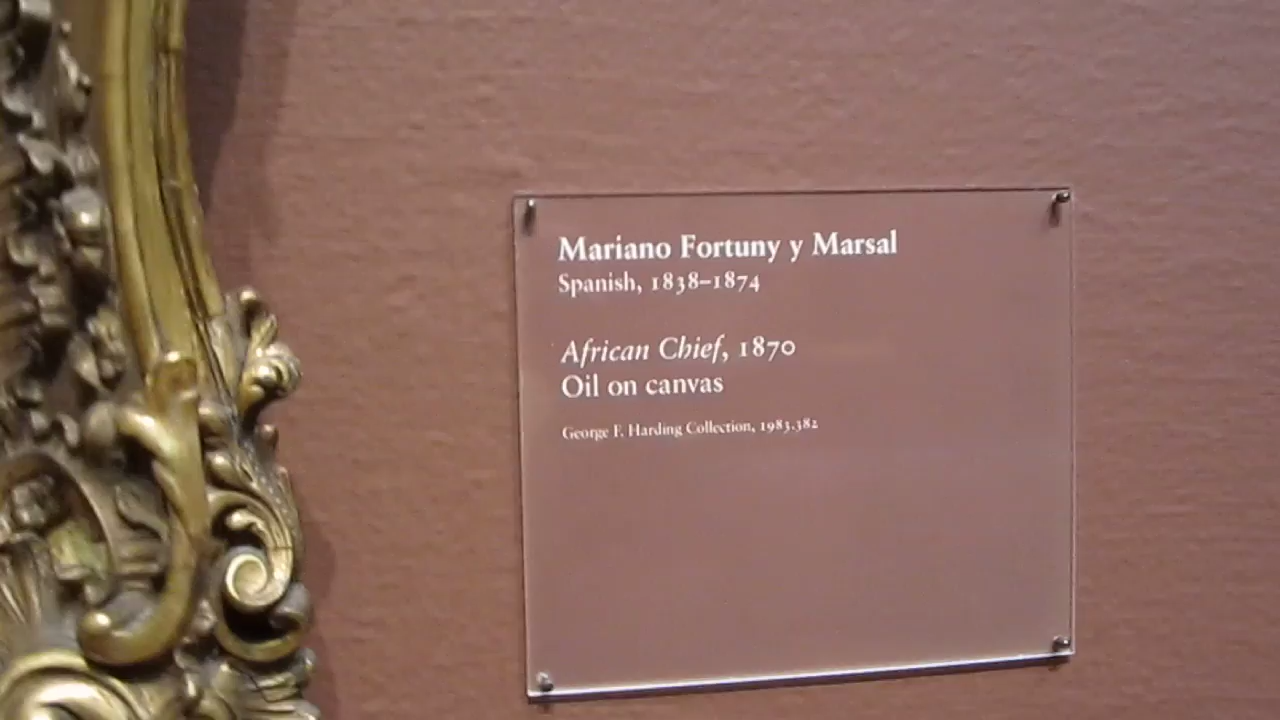 Mariano Fortuny y Marsal
Spanish, 1838–1874
African Chief, 1870
Oil on canvas
George F. Harding Collection, 1983.382